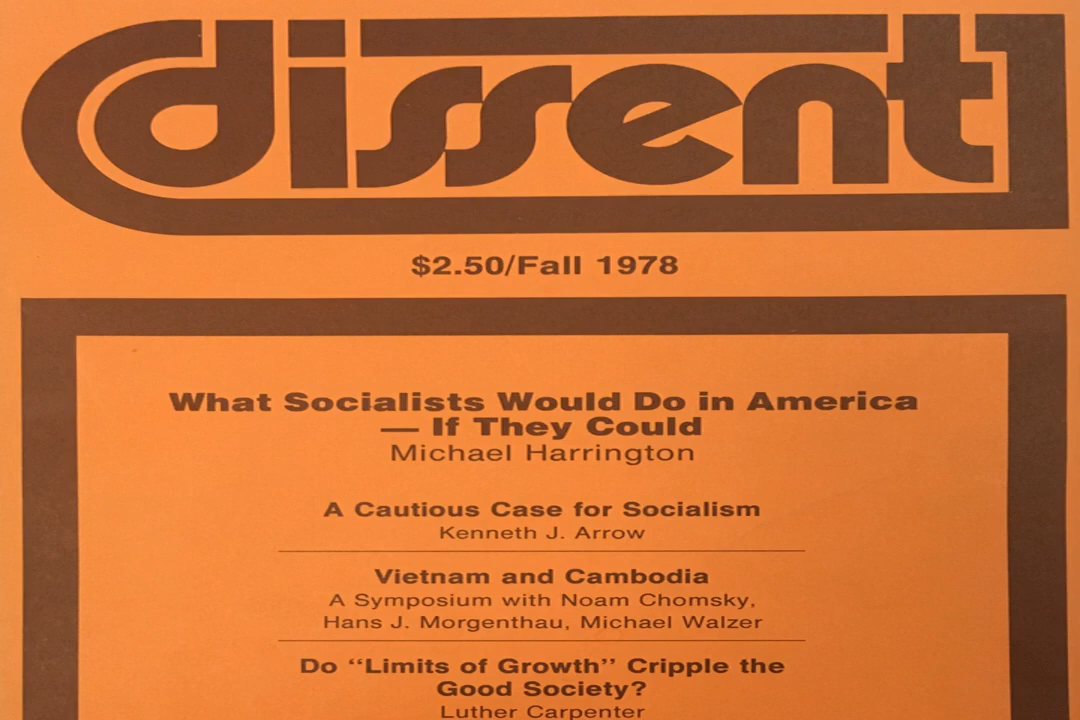 dissent
$2.50/Fall 1978
What Socialists Would Do in America
— If They Could
Michael Harrington
A Cautious Case for Socialism
Kenneth J. Arrow
Vietnam and Cambodia
A Symposium with Noam Chomsky,
Hans J. Morgenthau, Michael Walzer
Do “Limits of Growth” Cripple the
Good Society?
Luther Carpenter